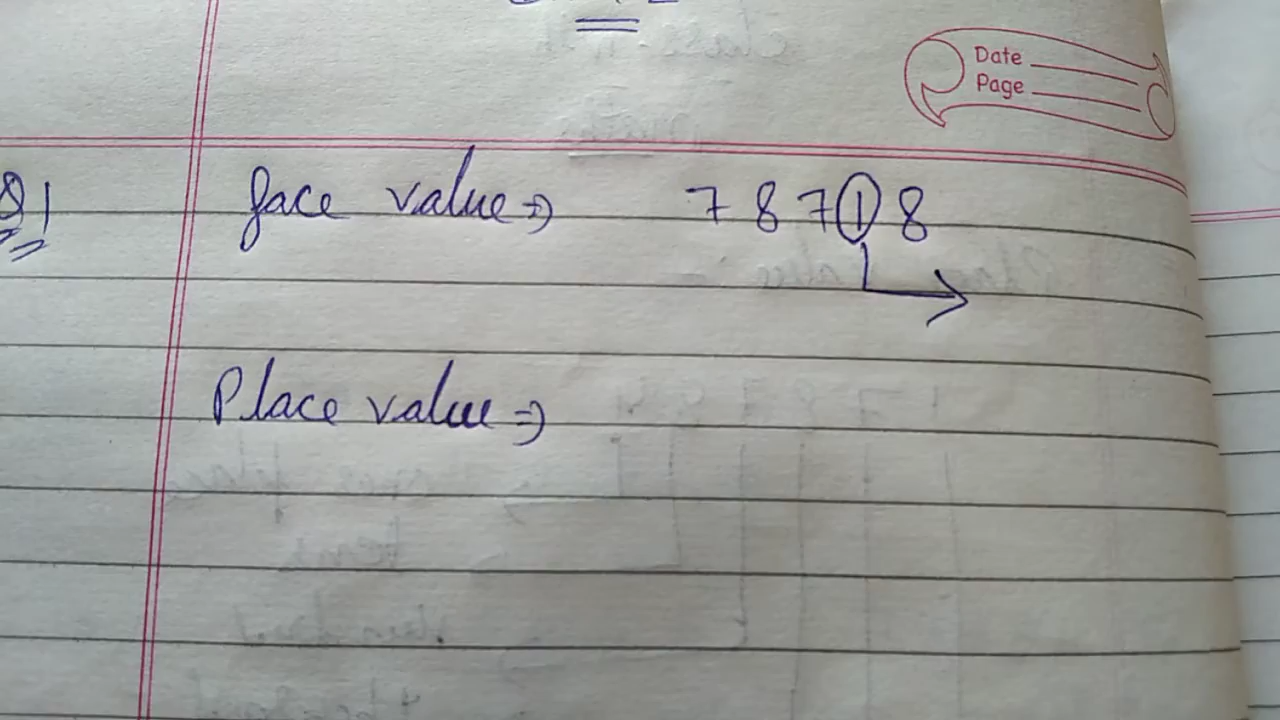 Date
Page
Q1 face value ⇒ 7 8 7 1 8
Place value ⇒